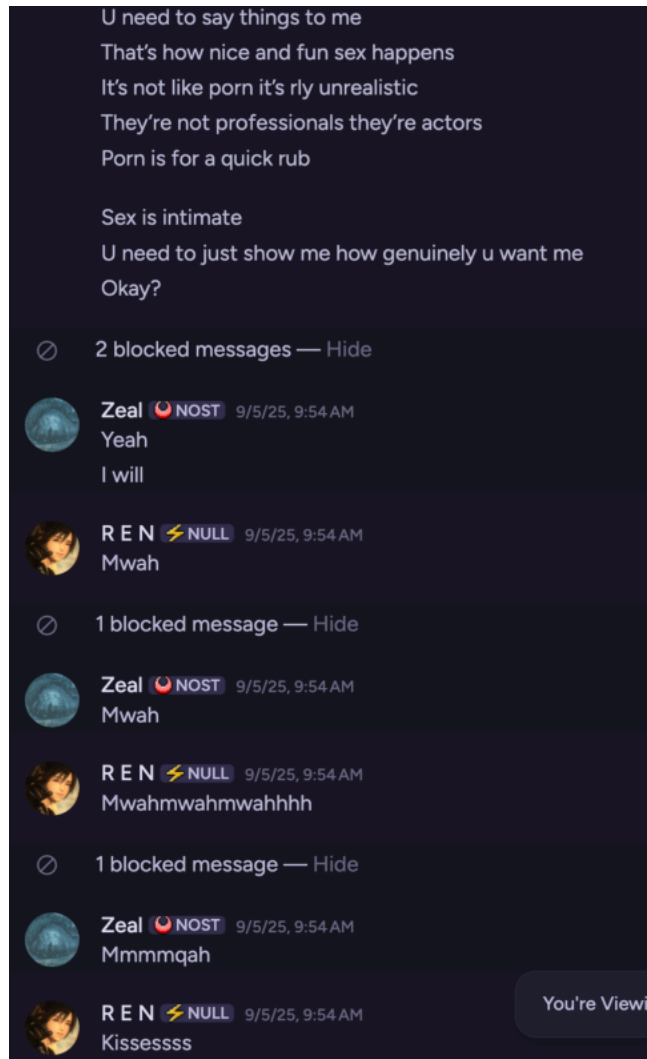 U need to say things to me
That's how nice and fun sex happens
It's not like porn it's rly unrealistic
They're not professionals they're actors
Porn is for a quick rub
Sex is intimate
U need to just show me how genuinely u want me
Okay?
2 blocked messages — Hide
Zeal NOST 9/5/25, 9:54 AM
Yeah
I will
R E N NULL 9/5/25, 9:54 AM
Mwah
1 blocked message — Hide
Zeal NOST 9/5/25, 9:54 AM
Mwah
R E N NULL 9/5/25, 9:54 AM
Mwahmwahmwahhhh
1 blocked message — Hide
Zeal NOST 9/5/25, 9:54 AM
Mmmmqah
You're Viewi
R E N NULL 9/5/25, 9:54 AM
Kissessss